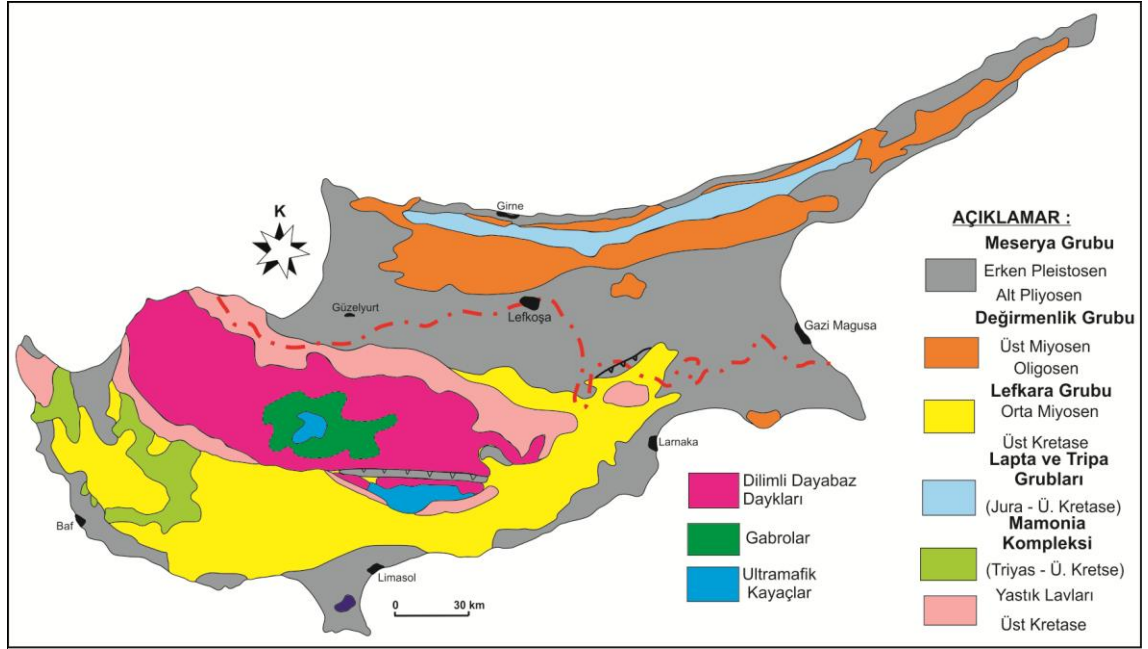 K
Girne
Güzelyurt
Lefkoşa
Gazi Magusa
Larnaka
Baf
Limasol
0 30 km
Dilimli Dayabaz
Daykları
Gabrolar
Ultramafik
Kayaçlar
AÇIKLAMAR :
Meserya Grubu
Erken Pleistosen
Alt Pliyosen
Değirmenlik Grubu
Üst Miyosen
Oligosen
Lefkara Grubu
Orta Miyosen
Üst Kretase
Lapta ve Tripa
Grubları
(Jura - Ü. Kretase)
Mamonia
Kompleksi
(Triyas - Ü. Kretse)
Yastık Lavları
Üst Kretase